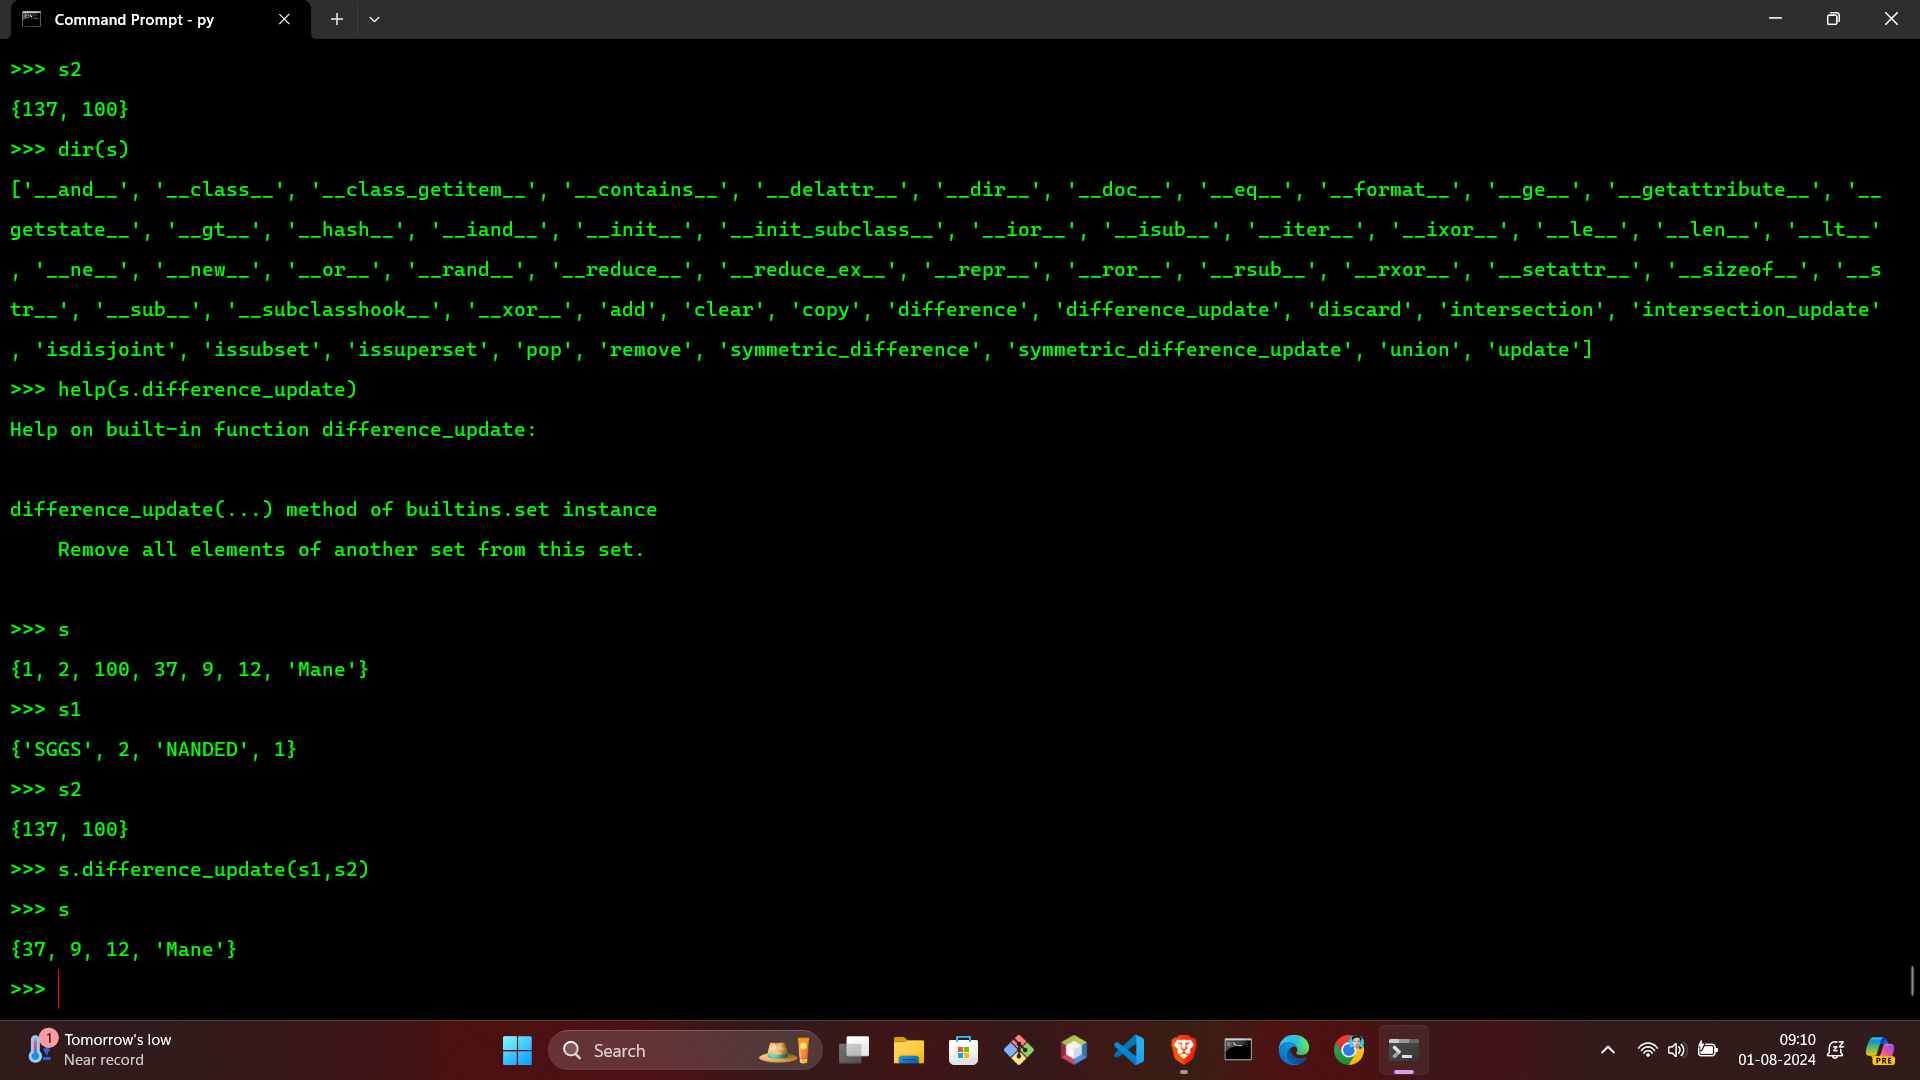 Command Prompt - py
>>> s2
{137, 100}
>>> dir(s)
['__and__', '__class__', '__class_getitem__', '__contains__', '__delattr__', '__dir__', '__doc__', '__eq__', '__format__', '__ge__', '__getattribute__', '__
getstate__', '__gt__', '__hash__', '__iand__', '__init__', '__init_subclass__', '__ior__', '__isub__', '__iter__', '__ixor__', '__le__', '__len__', '__lt__'
, '__ne__', '__new__', '__or__', '__rand__', '__reduce__', '__reduce_ex__', '__repr__', '__ror__', '__rsub__', '__rxor__', '__setattr__', '__sizeof__', '__s
tr__', '__sub__', '__subclasshook__', '__xor__', 'add', 'clear', 'copy', 'difference', 'difference_update', 'discard', 'intersection', 'intersection_update'
, 'isdisjoint', 'issubset', 'issuperset', 'pop', 'remove', 'symmetric_difference', 'symmetric_difference_update', 'union', 'update']
>>> help(s.difference_update)
Help on built-in function difference_update:
difference_update(...) method of builtins.set instance
    Remove all elements of another set from this set.
>>> s
{1, 2, 100, 37, 9, 12, 'Mane'}
>>> s1
{'SGGS', 2, 'NANDED', 1}
>>> s2
{137, 100}
>>> s.difference_update(s1,s2)
>>> s
{37, 9, 12, 'Mane'}
>>>
1
Tomorrow's low
Near record
Search
09:10
01-08-2024
PRE